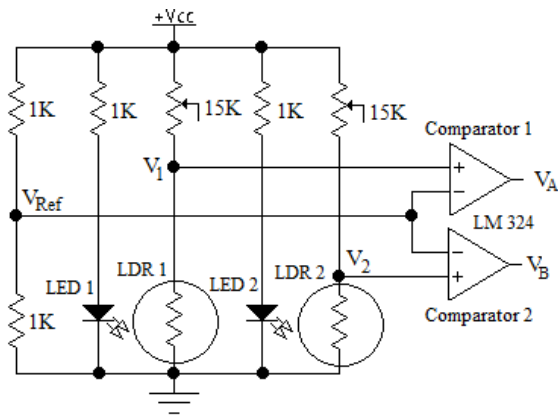 +Vcc
1K
1K
15K
1K
15K
Comparator 1
V1
+
−
VA
VRef
LM 324
V2
−
+
VB
LED 1
LDR 1
LED 2
LDR 2
1K
Comparator 2